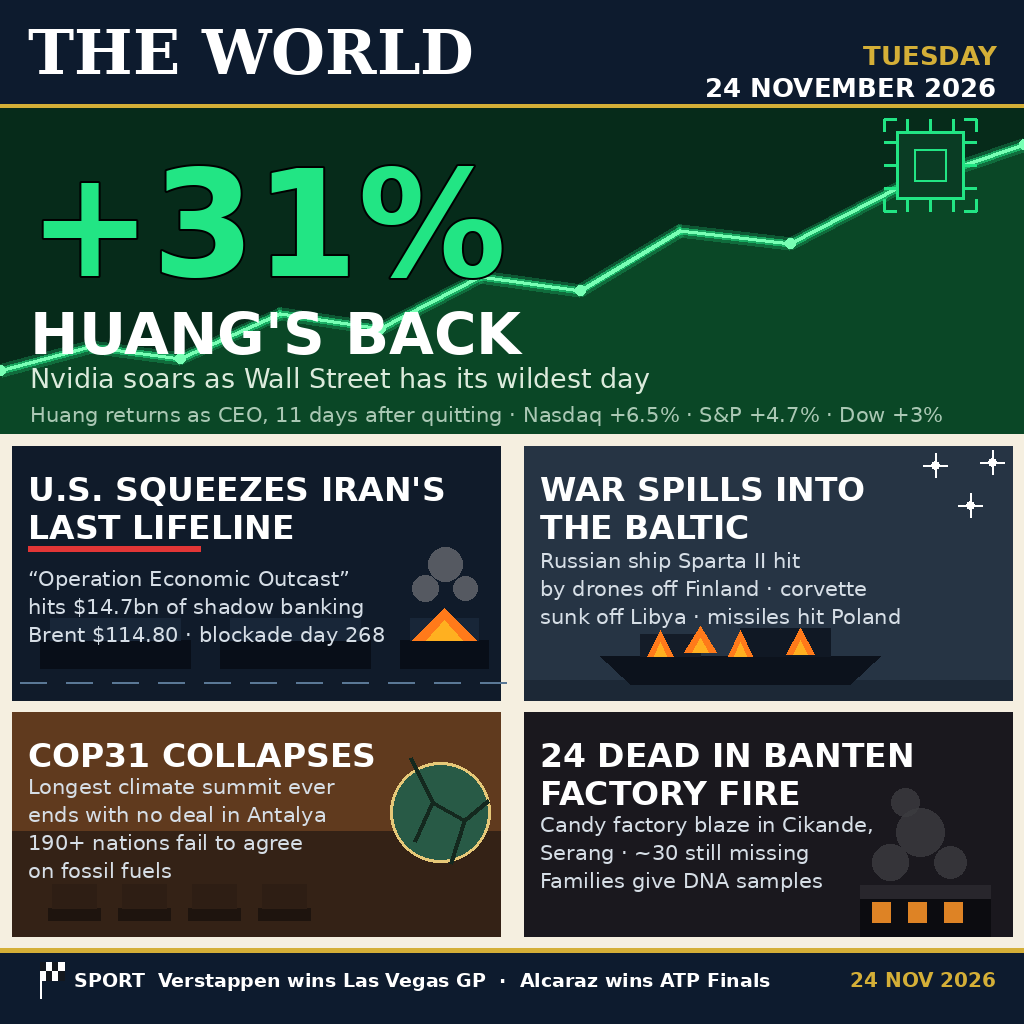 THE WORLD
TUESDAY
24 NOVEMBER 2026
+31%
HUANG'S BACK
Nvidia soars as Wall Street has its wildest day
Huang returns as CEO, 11 days after quitting · Nasdaq +6.5% · S&P +4.7% · Dow +3%
U.S. SQUEEZES IRAN'S
LAST LIFELINE
“Operation Economic Outcast”
hits $14.7bn of shadow banking
Brent $114.80 · blockade day 268
WAR SPILLS INTO
THE BALTIC
Russian ship Sparta II hit
by drones off Finland · corvette
sunk off Libya · missiles hit Poland
COP31 COLLAPSES
Longest climate summit ever
ends with no deal in Antalya
190+ nations fail to agree
on fossil fuels
24 DEAD IN BANTEN
FACTORY FIRE
Candy factory blaze in Cikande,
Serang · ~30 still missing
Families give DNA samples
SPORT Verstappen wins Las Vegas GP · Alcaraz wins ATP Finals
24 NOV 2026